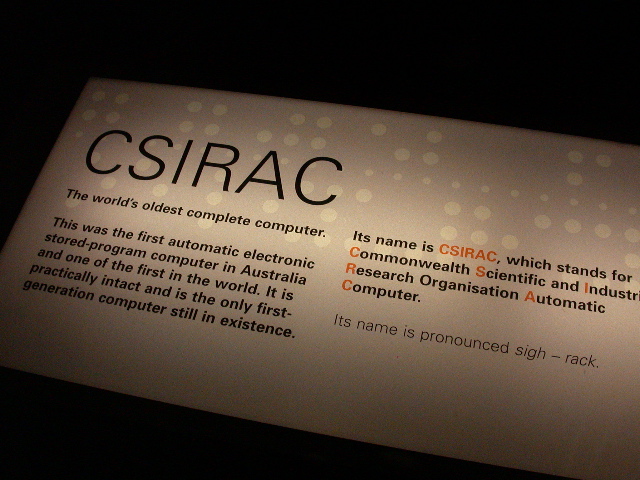 CSIRAC
The world's oldest complete computer.
This was the first automatic electronic
stored-program computer in Australia
and one of the first in the world. It is
practically intact and is the only first-
generation computer still in existence.
Its name is CSIRAC, which stands for
Commonwealth Scientific and Industri
Research Organisation Automatic
Computer.
Its name is pronounced sigh – rack.